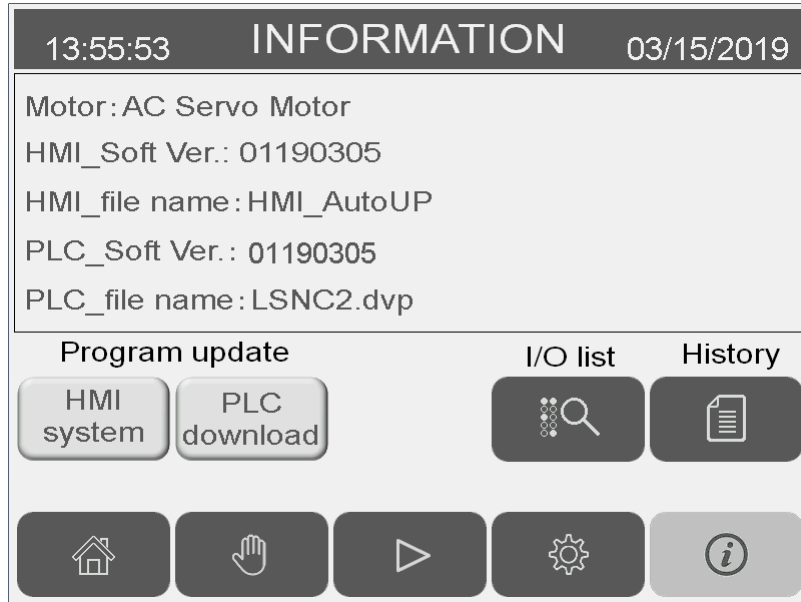 13:55:53 INFORMATION 03/15/2019
Motor:AC Servo Motor
HMI_Soft Ver.: 01190305
HMI_file name:HMI_AutoUP
PLC_Soft Ver.: 01190305
PLC_file name:LSNC2.dvp
Program update I/O list History
HMI
system
PLC
download
i